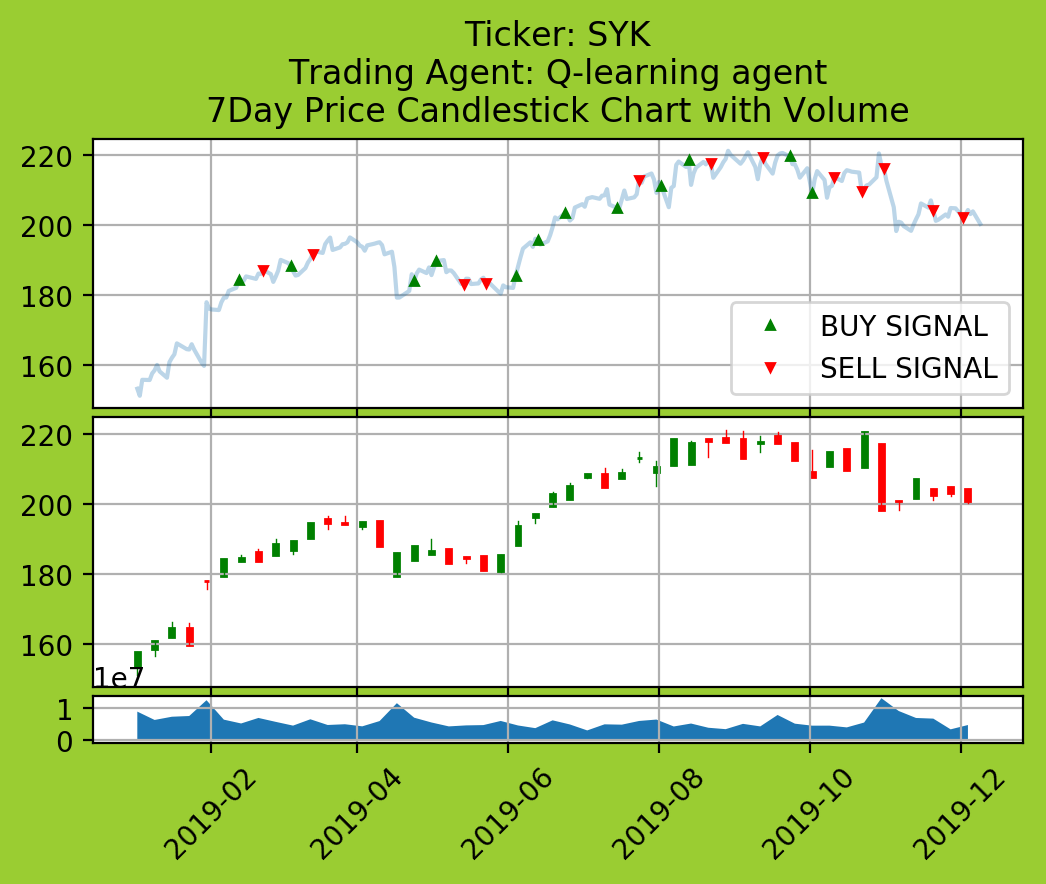 Ticker: SYK
Trading Agent: Q-learning agent
7Day Price Candlestick Chart with Volume
220
200
180
160
BUY SIGNAL
SELL SIGNAL
220
200
180
160
1e7
1
0
2019-02
2019-04
2019-06
2019-08
2019-10
2019-12